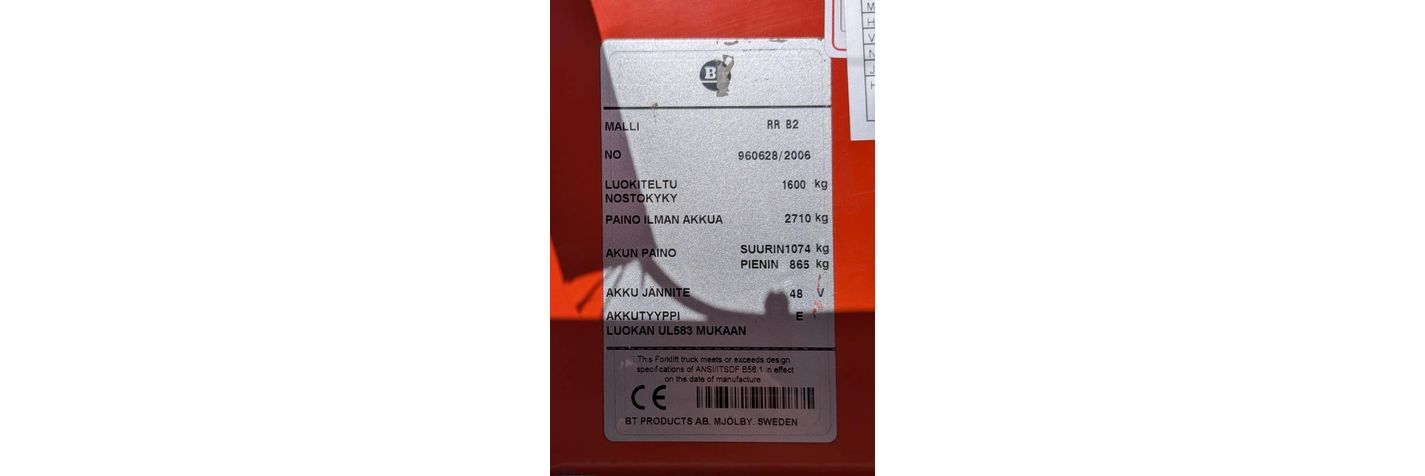 B
MALLI RR B2
NO 960628/2006
LUOKITELTU 1600 kg
NOSTOKYKY
PAINO ILMAN AKKUA 2710 kg
AKUN PAINO SUURIN 1074 kg
PIENIN 865 kg
AKKU JÄNNITE 48 V
AKKUTYYPPI E
LUOKAN UL583 MUKAAN
This Forklift truck meets or exceeds design
specifications of ANSI/ITSDF B56.1 in effect
on the date of manufacture
CE
BT PRODUCTS AB. MJÖLBY. SWEDEN
M
H
V
N
J
H